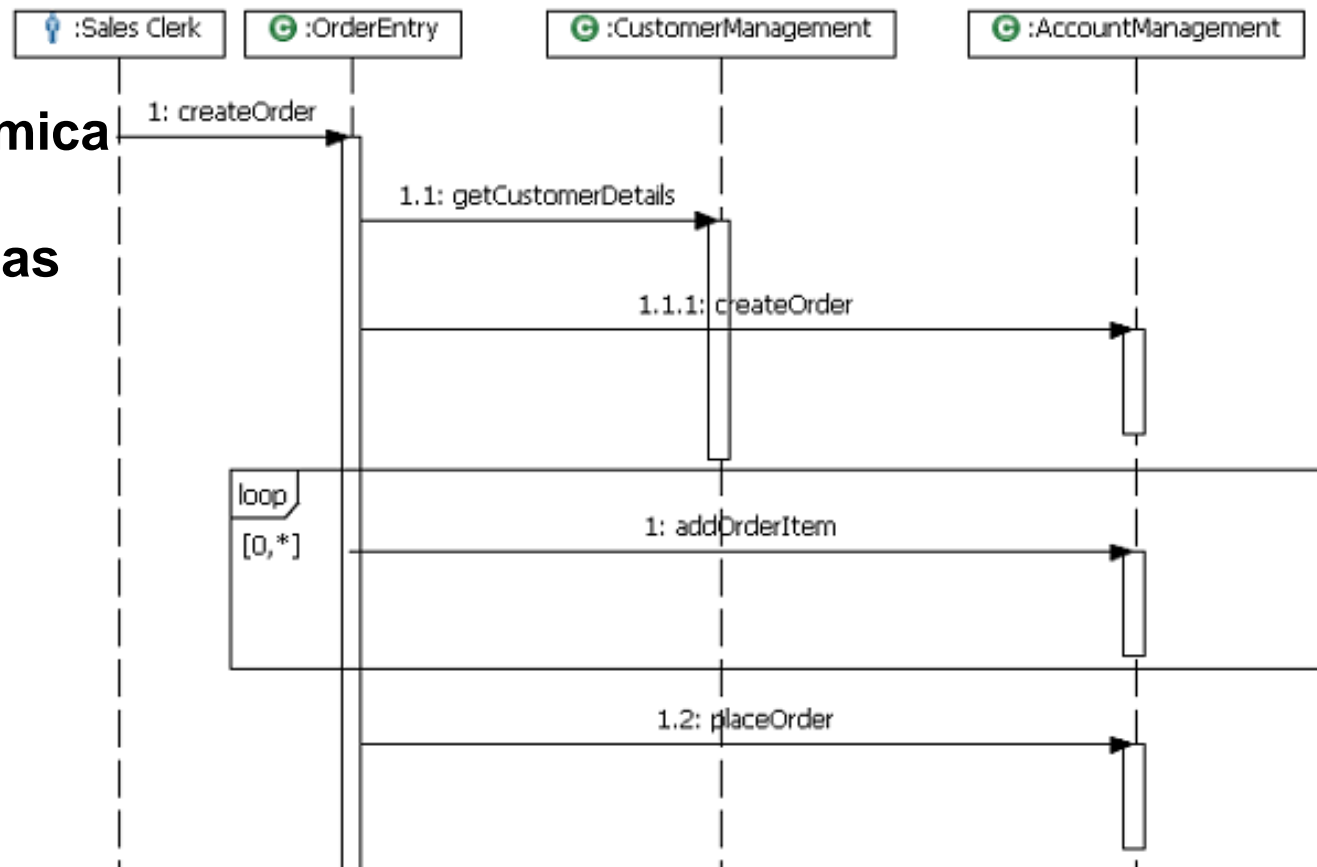 :Sales Clerk
:OrderEntry
:CustomerManagement
:AccountManagement
1: createOrder
mica
1.1: getCustomerDetails
as
1.1.1: createOrder
loop
[0,*]
1: addOrderItem
1.2: placeOrder